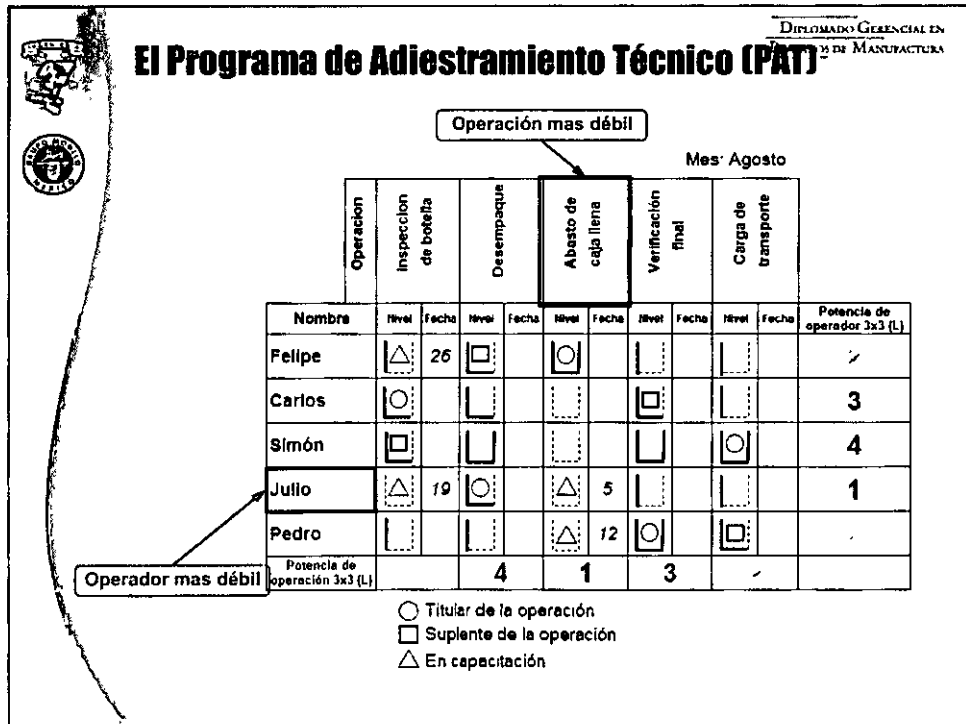 DIPLOMADO GERENCIAL EN
DE MANUFACTURA
El Programa de Adiestramiento Técnico (PAT)
Operación mas débil
Mes: Agosto
Operacion
Inspeccion de botella
Desempaque
Abasto de caja llena
Verificación final
Carga de transporte
Nombre Nivel Fecha Nivel Fecha Nivel Fecha Nivel Fecha Nivel Fecha Potencia de operador 3x3 (L)
Felipe 26
Carlos 3
Simón 4
Julio 19 5 1
Pedro 12
Operador mas débil
Potencia de operación 3x3 (L) 4 1 3
Titular de la operación
Suplente de la operación
En capacitación